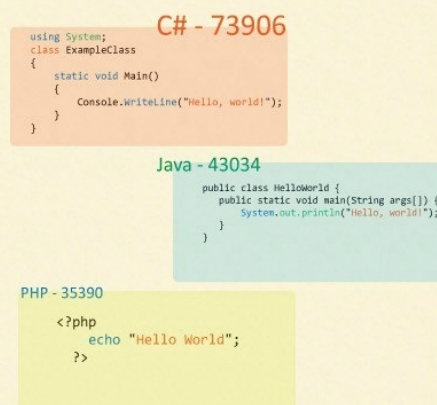 C# - 73906
using System;
class ExampleClass
{
static void Main()
{
Console.WriteLine("Hello, world!");
}
}
Java - 43034
public class HelloWorld {
public static void main(String args[]) {
System.out.println("Hello, world!");
}
}
PHP - 35390
<?php
echo "Hello World";
?>